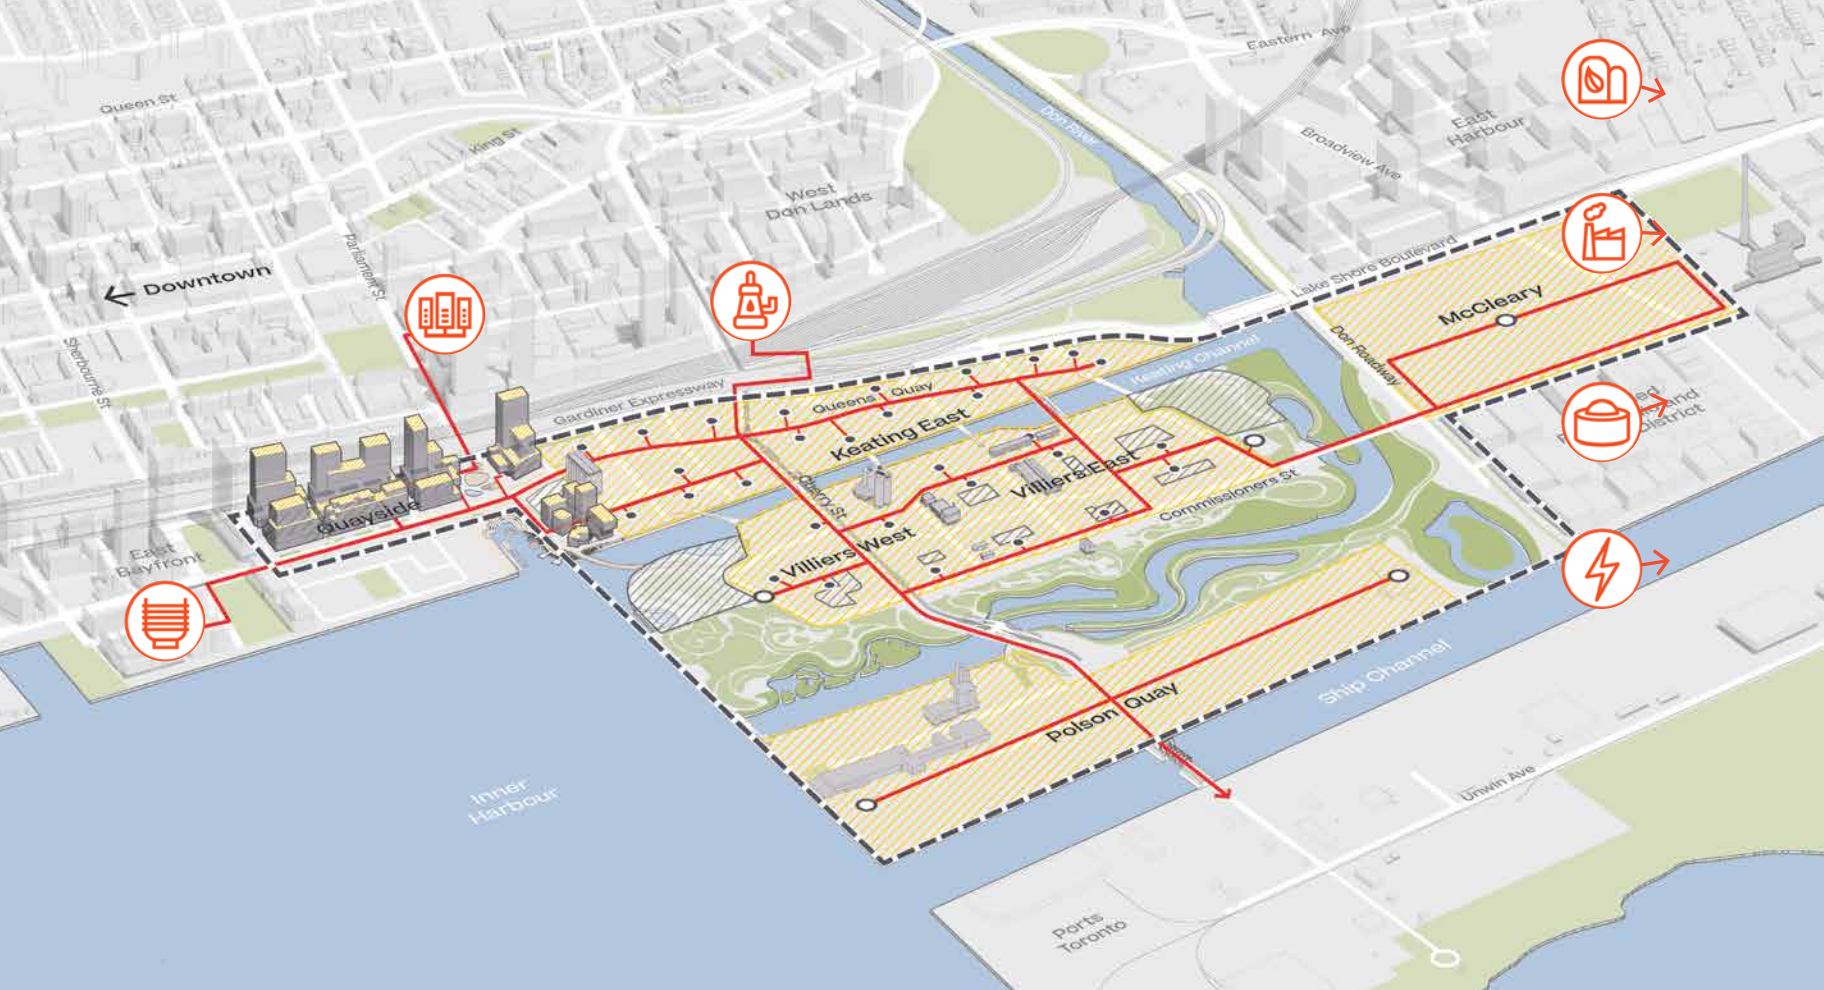 Eastern Ave
Queen St
Don River
East
Harbour
King St
Broadview Ave
West
Don Lands
Parliament St
Downtown
Lake Shore Boulevard
McCleary
Sherbourne St
Don Roadway
Keating Channel
Gardiner Expressway
Queens Quay
Keating East
Villiers East
Cherry St
Commissioners St
Quayside
East
Bayfront
Villiers West
Ship Channel
Polson Quay
Inner
Harbour
Unwin Ave
Ports
Toronto
District